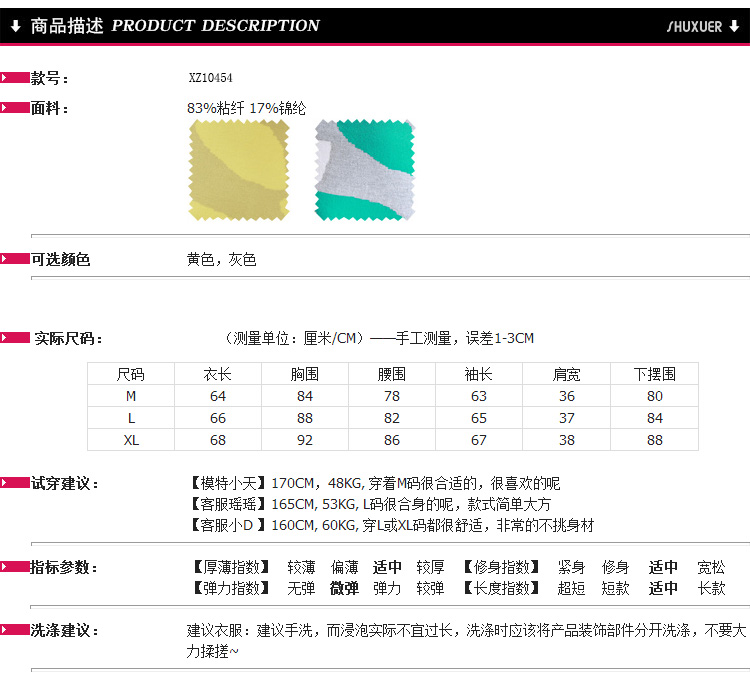 商品描述 PRODUCT DESCRIPTION SHUXUER
款号： XZ10454
面料： 83%粘纤 17%锦纶
可选颜色 黄色，灰色
实际尺码： （测量单位：厘米/CM）——手工测量，误差1-3CM
尺码 衣长 胸围 腰围 袖长 肩宽 下摆围
M 64 84 78 63 36 80
L 66 88 82 65 37 84
XL 68 92 86 67 38 88
试穿建议： 【模特小天】170CM，48KG, 穿着M码很合适的，很喜欢的呢
【客服瑶瑶】165CM, 53KG, L码很合身的呢，款式简单大方
【客服小D 】160CM, 60KG, 穿L或XL码都很舒适，非常的不挑身材
指标参数： 【厚薄指数】 较薄 偏薄 适中 较厚 【修身指数】 紧身 修身 适中 宽松
【弹力指数】 无弹 微弹 弹力 较弹 【长度指数】 超短 短款 适中 长款
洗涤建议： 建议衣服：建议手洗，而浸泡实际不宜过长，洗涤时应该将产品装饰部件分开洗涤，不要大
力揉搓~